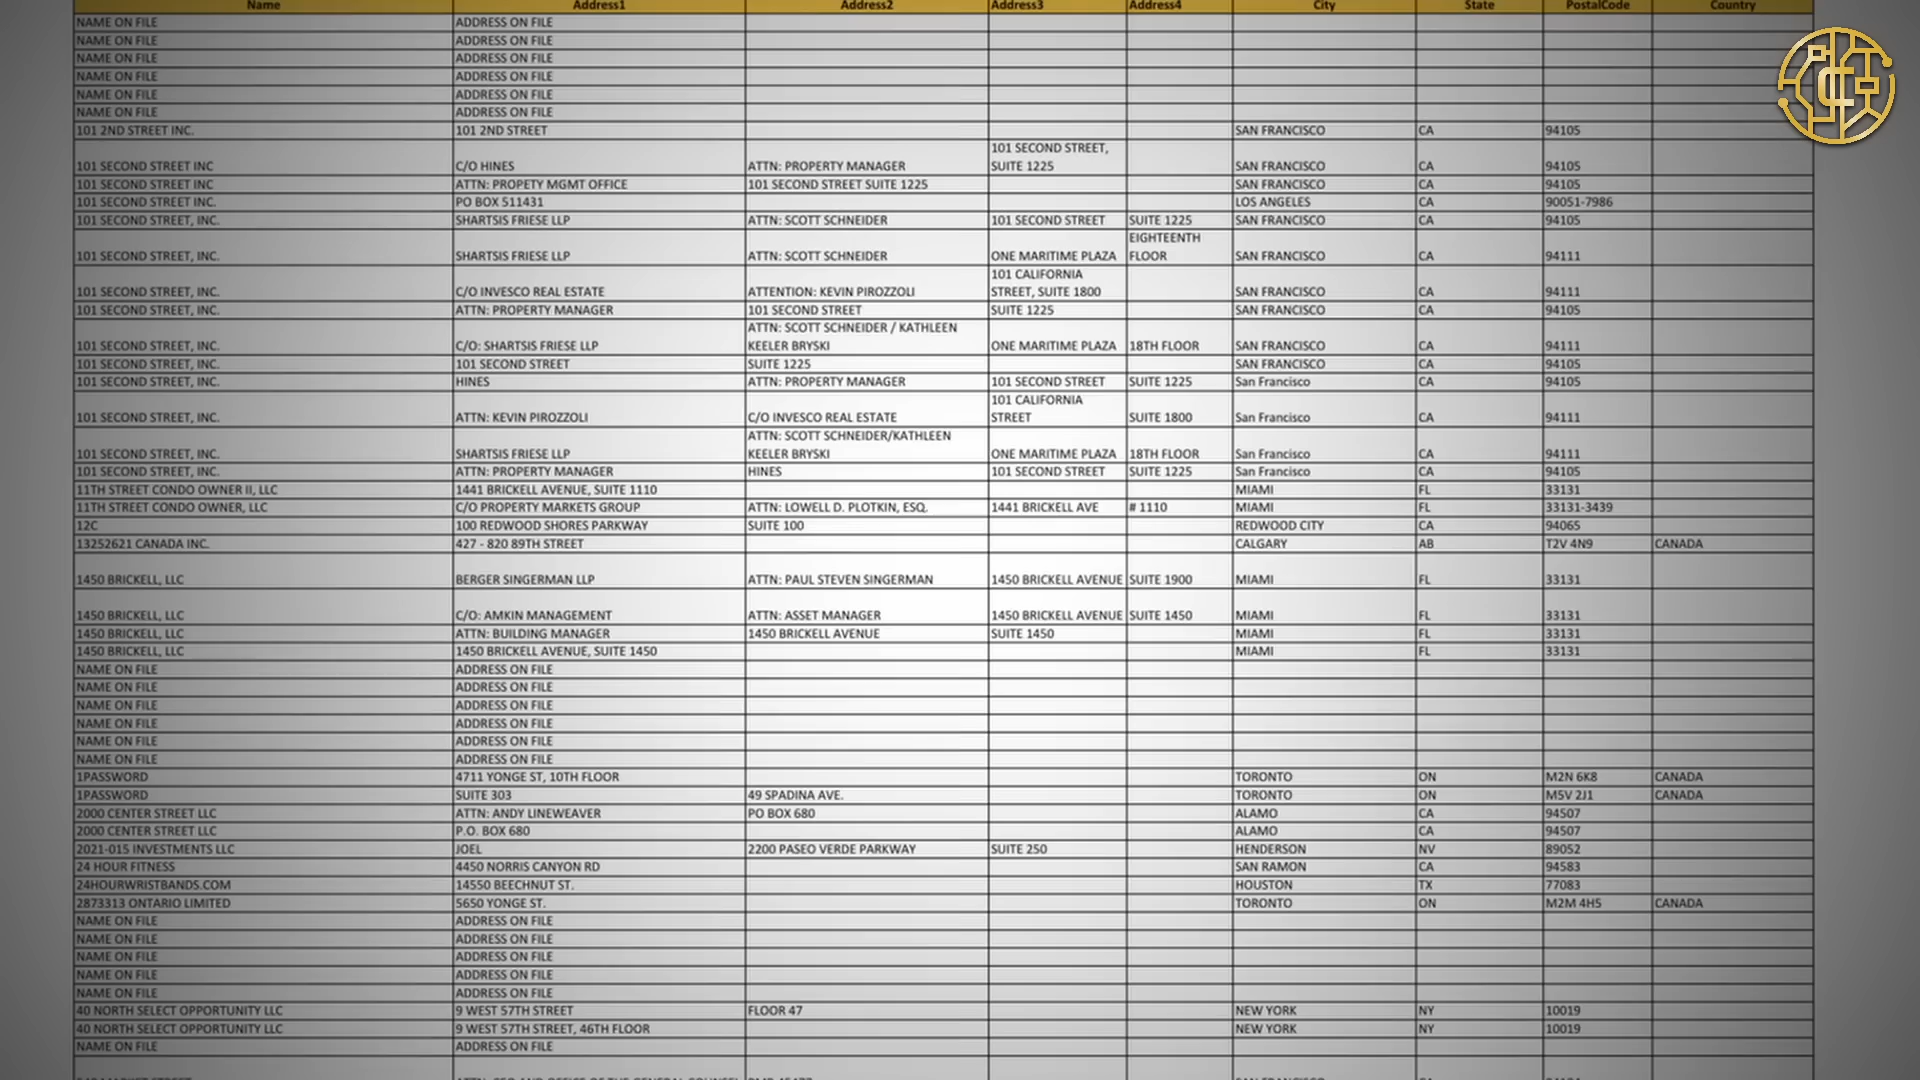 Name Address1 Address2 Address3 Address4 City State PostalCode Country
NAME ON FILE ADDRESS ON FILE
NAME ON FILE ADDRESS ON FILE
NAME ON FILE ADDRESS ON FILE
NAME ON FILE ADDRESS ON FILE
NAME ON FILE ADDRESS ON FILE
NAME ON FILE ADDRESS ON FILE
101 2ND STREET INC. 101 2ND STREET SAN FRANCISCO CA 94105
101 SECOND STREET,
101 SECOND STREET INC C/O HINES ATTN: PROPERTY MANAGER SUITE 1225 SAN FRANCISCO CA 94105
101 SECOND STREET INC ATTN: PROPETY MGMT OFFICE 101 SECOND STREET SUITE 1225 SAN FRANCISCO CA 94105
101 SECOND STREET, INC. PO BOX 511431 LOS ANGELES CA 90051-7986
101 SECOND STREET, INC. SHARTSIS FRIESE LLP ATTN: SCOTT SCHNEIDER 101 SECOND STREET SUITE 1225 SAN FRANCISCO CA 94105
EIGHTEENTH
101 SECOND STREET, INC. SHARTSIS FRIESE LLP ATTN: SCOTT SCHNEIDER ONE MARITIME PLAZA FLOOR SAN FRANCISCO CA 94111
101 CALIFORNIA
101 SECOND STREET, INC. C/O INVESCO REAL ESTATE ATTENTION: KEVIN PIROZZOLI STREET, SUITE 1800 SAN FRANCISCO CA 94111
101 SECOND STREET, INC. ATTN: PROPERTY MANAGER 101 SECOND STREET SUITE 1225 SAN FRANCISCO CA 94105
ATTN: SCOTT SCHNEIDER / KATHLEEN
101 SECOND STREET, INC. C/O: SHARTSIS FRIESE LLP KEELER BRYSKI ONE MARITIME PLAZA 18TH FLOOR SAN FRANCISCO CA 94111
101 SECOND STREET, INC. 101 SECOND STREET SUITE 1225 SAN FRANCISCO CA 94105
101 SECOND STREET, INC. HINES ATTN: PROPERTY MANAGER 101 SECOND STREET SUITE 1225 San Francisco CA 94105
101 CALIFORNIA
101 SECOND STREET, INC. ATTN: KEVIN PIROZZOLI C/O INVESCO REAL ESTATE STREET SUITE 1800 San Francisco CA 94111
ATTN: SCOTT SCHNEIDER/KATHLEEN
101 SECOND STREET, INC. SHARTSIS FRIESE LLP KEELER BRYSKI ONE MARITIME PLAZA 18TH FLOOR San Francisco CA 94111
101 SECOND STREET, INC. ATTN: PROPERTY MANAGER HINES 101 SECOND STREET SUITE 1225 San Francisco CA 94105
11TH STREET CONDO OWNER II, LLC 1441 BRICKELL AVENUE, SUITE 1110 MIAMI FL 33131
11TH STREET CONDO OWNER, LLC C/O PROPERTY MARKETS GROUP ATTN: LOWELL D. PLOTKIN, ESQ. 1441 BRICKELL AVE # 1110 MIAMI FL 33131-3439
12C 100 REDWOOD SHORES PARKWAY SUITE 100 REDWOOD CITY CA 94065
13252621 CANADA INC. 427 - 820 89TH STREET CALGARY AB T2V 4N9 CANADA
1450 BRICKELL, LLC BERGER SINGERMAN LLP ATTN: PAUL STEVEN SINGERMAN 1450 BRICKELL AVENUE SUITE 1900 MIAMI FL 33131
1450 BRICKELL, LLC C/O: AMKIN MANAGEMENT ATTN: ASSET MANAGER 1450 BRICKELL AVENUE SUITE 1450 MIAMI FL 33131
1450 BRICKELL, LLC ATTN: BUILDING MANAGER 1450 BRICKELL AVENUE SUITE 1450 MIAMI FL 33131
1450 BRICKELL, LLC 1450 BRICKELL AVENUE, SUITE 1450 MIAMI FL 33131
NAME ON FILE ADDRESS ON FILE
NAME ON FILE ADDRESS ON FILE
NAME ON FILE ADDRESS ON FILE
NAME ON FILE ADDRESS ON FILE
NAME ON FILE ADDRESS ON FILE
NAME ON FILE ADDRESS ON FILE
1PASSWORD 4711 YONGE ST, 10TH FLOOR TORONTO ON M2N 6K8 CANADA
1PASSWORD SUITE 303 49 SPADINA AVE. TORONTO ON M5V 2J1 CANADA
2000 CENTER STREET LLC ATTN: ANDY LINEWEAVER PO BOX 680 ALAMO CA 94507
2000 CENTER STREET LLC P.O. BOX 680 ALAMO CA 94507
2021-015 INVESTMENTS LLC JOEL 2200 PASEO VERDE PARKWAY SUITE 250 HENDERSON NV 89052
24 HOUR FITNESS 4450 NORRIS CANYON RD SAN RAMON CA 94583
24HOURWRISTBANDS.COM 14550 BEECHNUT ST. HOUSTON TX 77083
2873313 ONTARIO LIMITED 5650 YONGE ST. TORONTO ON M2M 4H5 CANADA
NAME ON FILE ADDRESS ON FILE
NAME ON FILE ADDRESS ON FILE
NAME ON FILE ADDRESS ON FILE
NAME ON FILE ADDRESS ON FILE
NAME ON FILE ADDRESS ON FILE
40 NORTH SELECT OPPORTUNITY LLC 9 WEST 57TH STREET FLOOR 47 NEW YORK NY 10019
40 NORTH SELECT OPPORTUNITY LLC 9 WEST 57TH STREET, 46TH FLOOR NEW YORK NY 10019
NAME ON FILE ADDRESS ON FILE